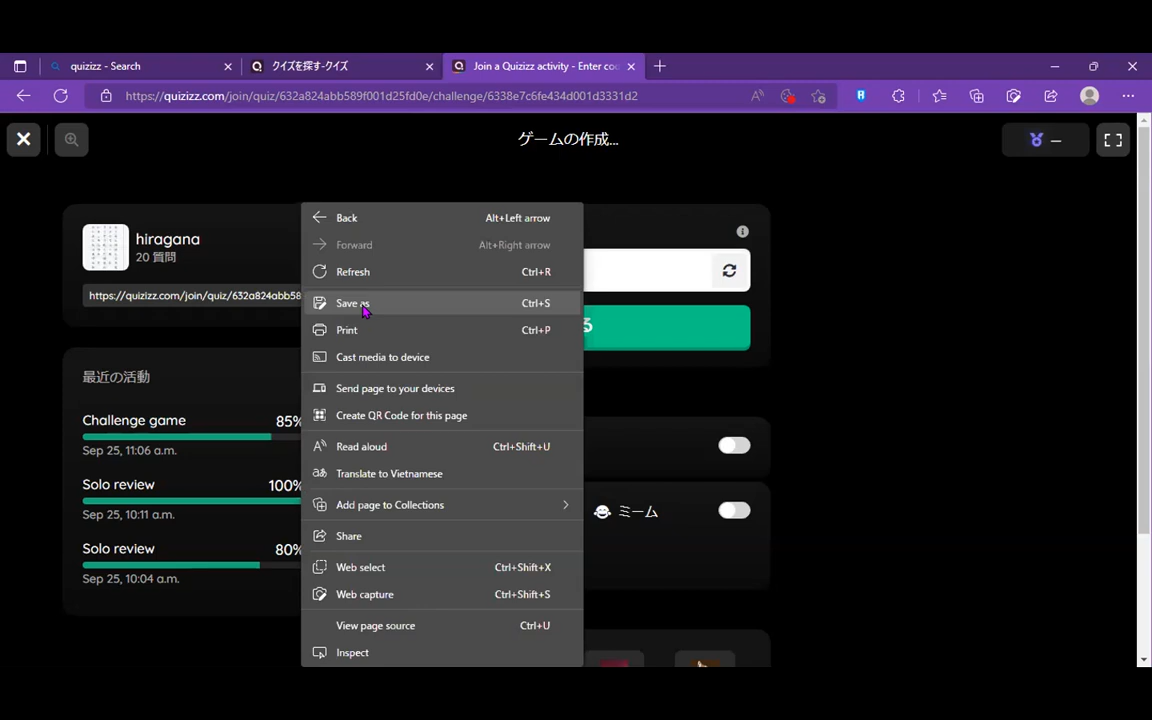 quizizz - Search
クイズを探す-クイズ
Join a Quizizz activity - Enter co
https://quizizz.com/join/quiz/632a824abb589f001d25fd0e/challenge/6338e7c6fe434d001d3331d2
ゲームの作成...
hiragana
20 質問
https://quizizz.com/join/quiz/632a824abb58
最近の活動
Challenge game 85%
Sep 25, 11:06 a.m.
Solo review 100%
Sep 25, 10:11 a.m.
Solo review 80%
Sep 25, 10:04 a.m.
Back Alt+Left arrow
Forward Alt+Right arrow
Refresh Ctrl+R
Save as Ctrl+S
Print Ctrl+P
Cast media to device
Send page to your devices
Create QR Code for this page
Read aloud Ctrl+Shift+U
Translate to Vietnamese
Add page to Collections
Share
Web select Ctrl+Shift+X
Web capture Ctrl+Shift+S
View page source Ctrl+U
Inspect
る
ミーム